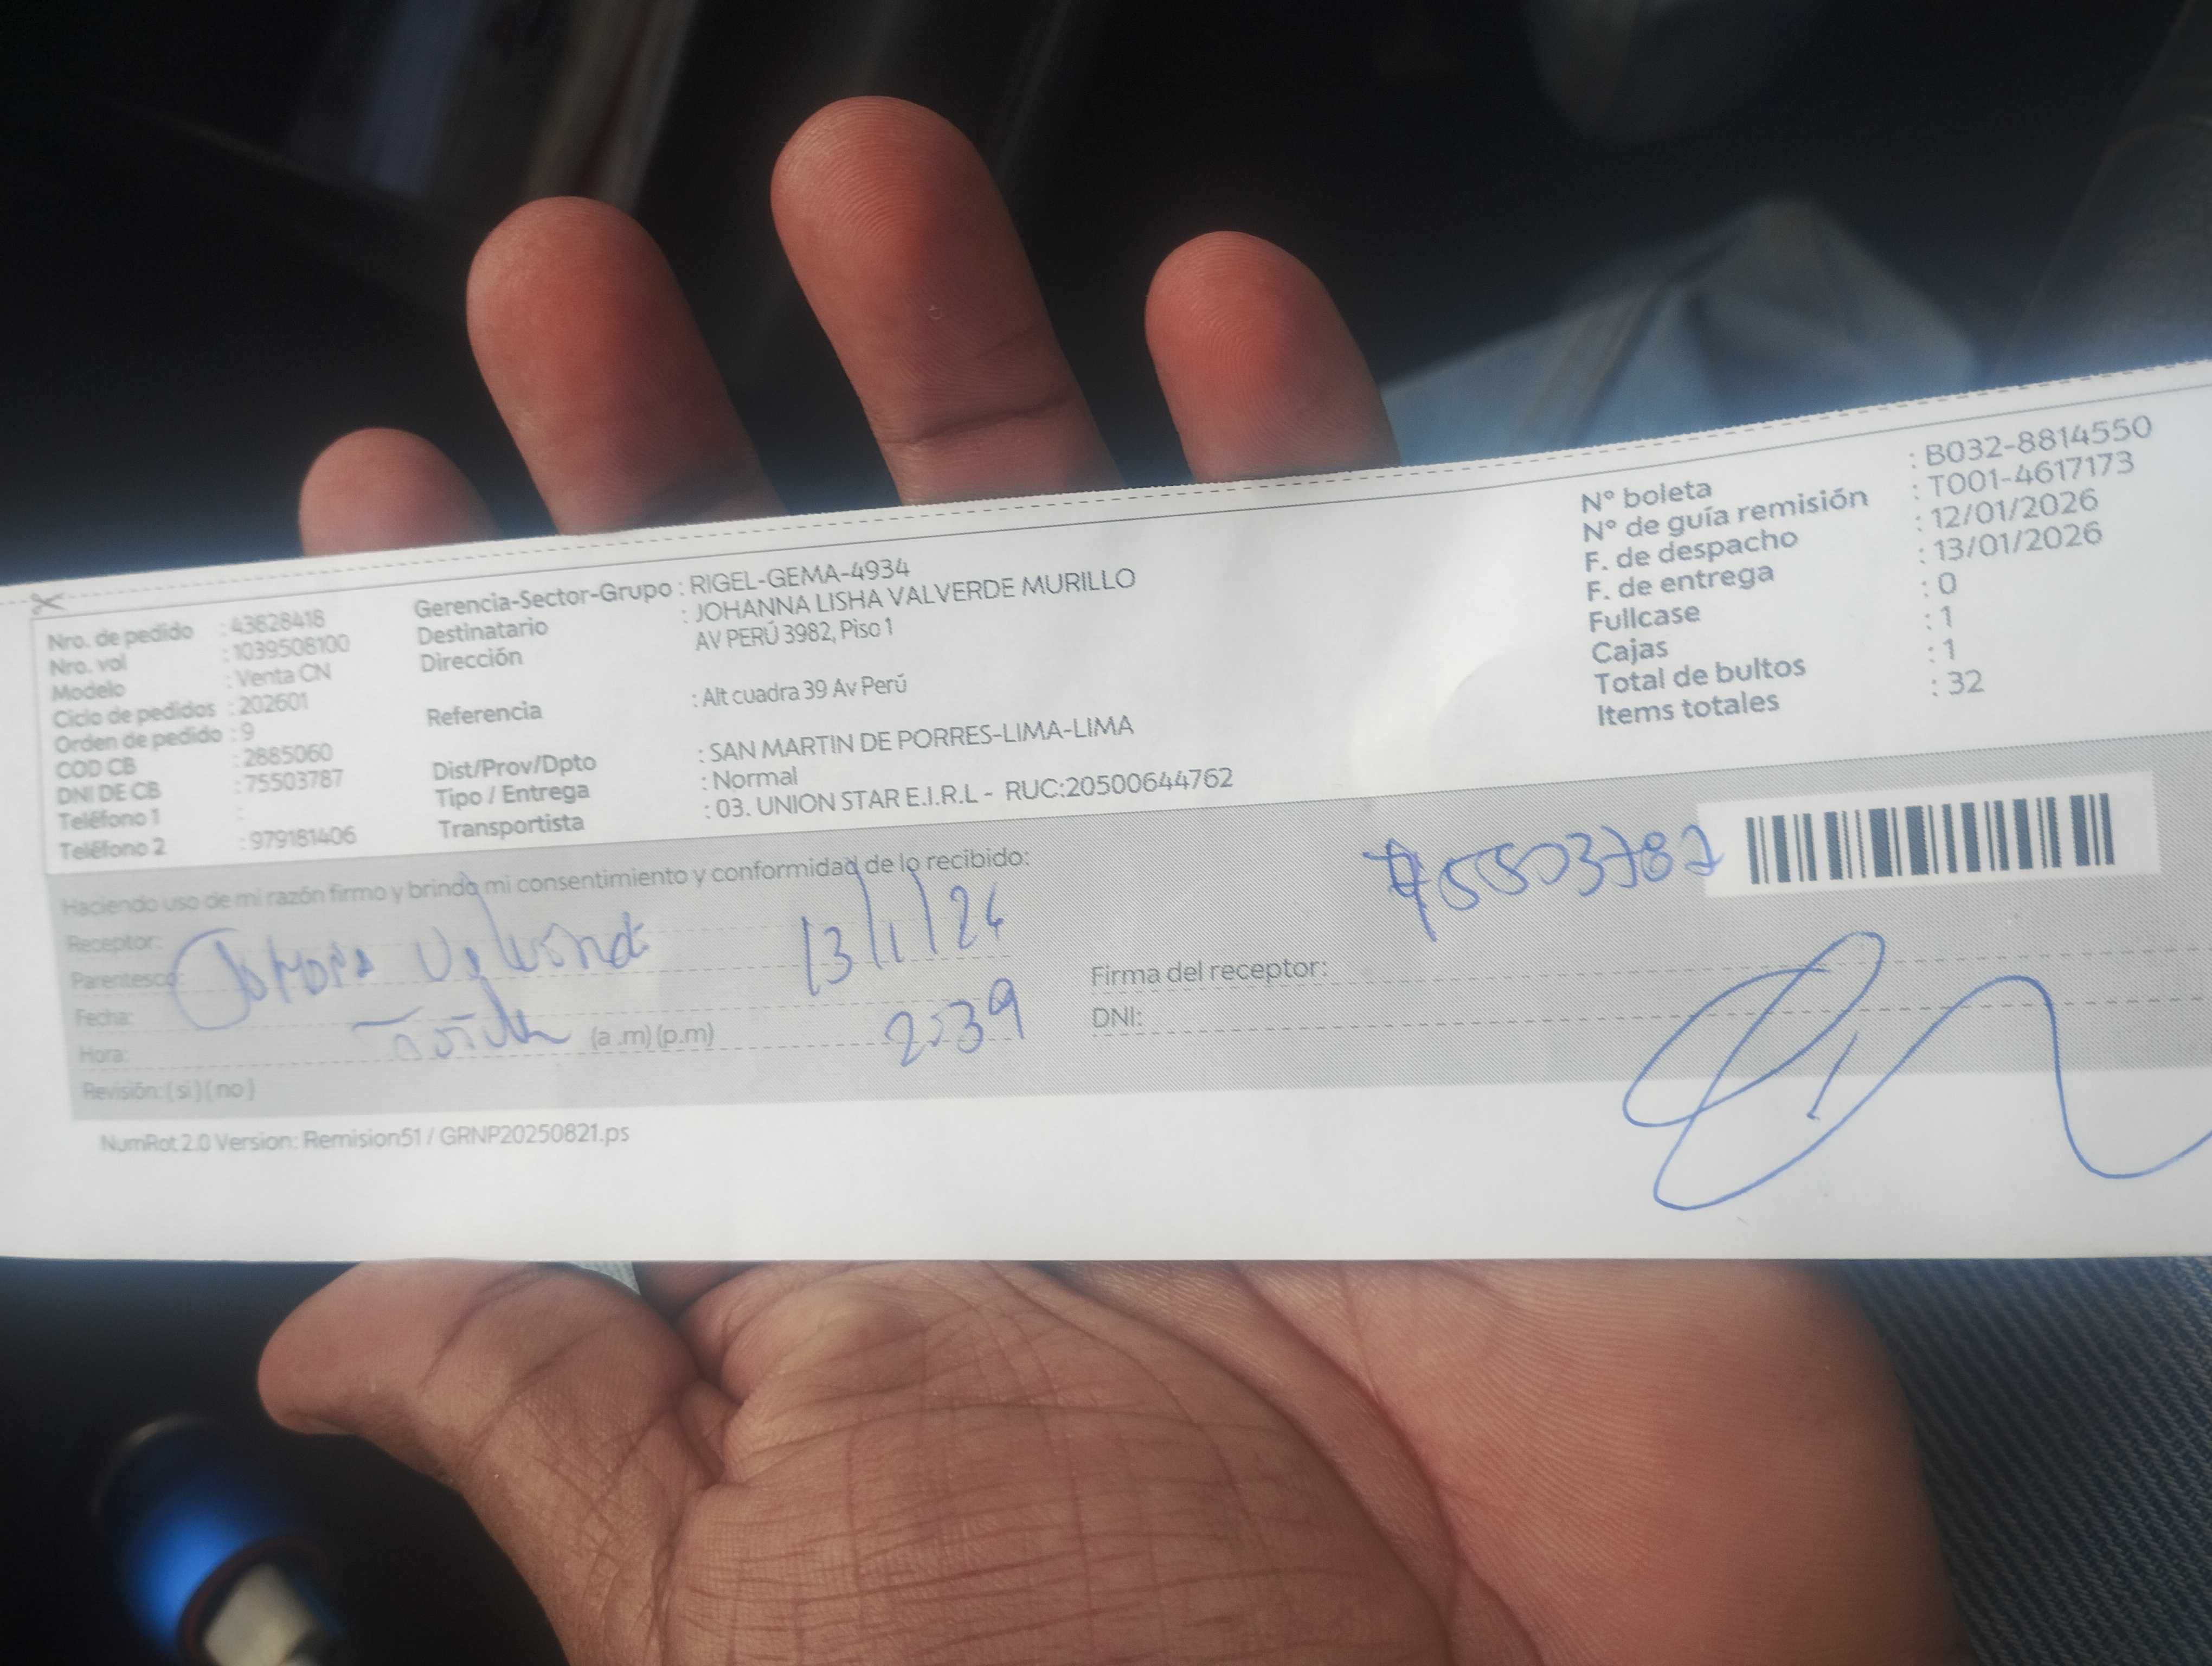 Nro. de pedido : 43828418
Nro. vol : 1039508100
Modelo : Venta CN
Ciclo de pedidos : 202601
Orden de pedido : 9
COD CB : 2885060
DNI DE CB : 75503787
Teléfono 1 :
Teléfono 2 : 979181406
Gerencia-Sector-Grupo : RIGEL-GEMA-4934
Destinatario : JOHANNA LISHA VALVERDE MURILLO
Dirección AV PERÚ 3982, Piso 1
Referencia : Alt cuadra 39 Av Perú
Dist/Prov/Dpto : SAN MARTIN DE PORRES-LIMA-LIMA
Tipo / Entrega : Normal
Transportista : 03. UNION STAR E.I.R.L - RUC:20500644762
N° boleta : B032-8814550
N° de guía remisión : T001-4617173
F. de despacho : 12/01/2026
F. de entrega : 13/01/2026
Fullcase : 0
Cajas : 1
Total de bultos : 1
Items totales : 32
Haciendo uso de mi razón firmo y brindo mi consentimiento y conformidad de lo recibido:
Receptor:
Parentesco:
Fecha: 13/1/26
Hora: (a .m) (p.m) 2:39
Revisión: ( si ) ( no )
75503787
Firma del receptor:
DNI:
NumRot 2.0 Version: Remision51 / GRNP20250821.ps